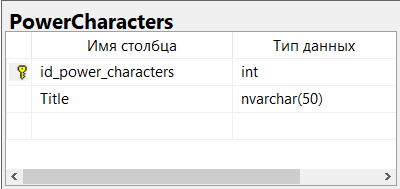 PowerCharacters
Имя столбца Тип данных
id_power_characters int
Title nvarchar(50)